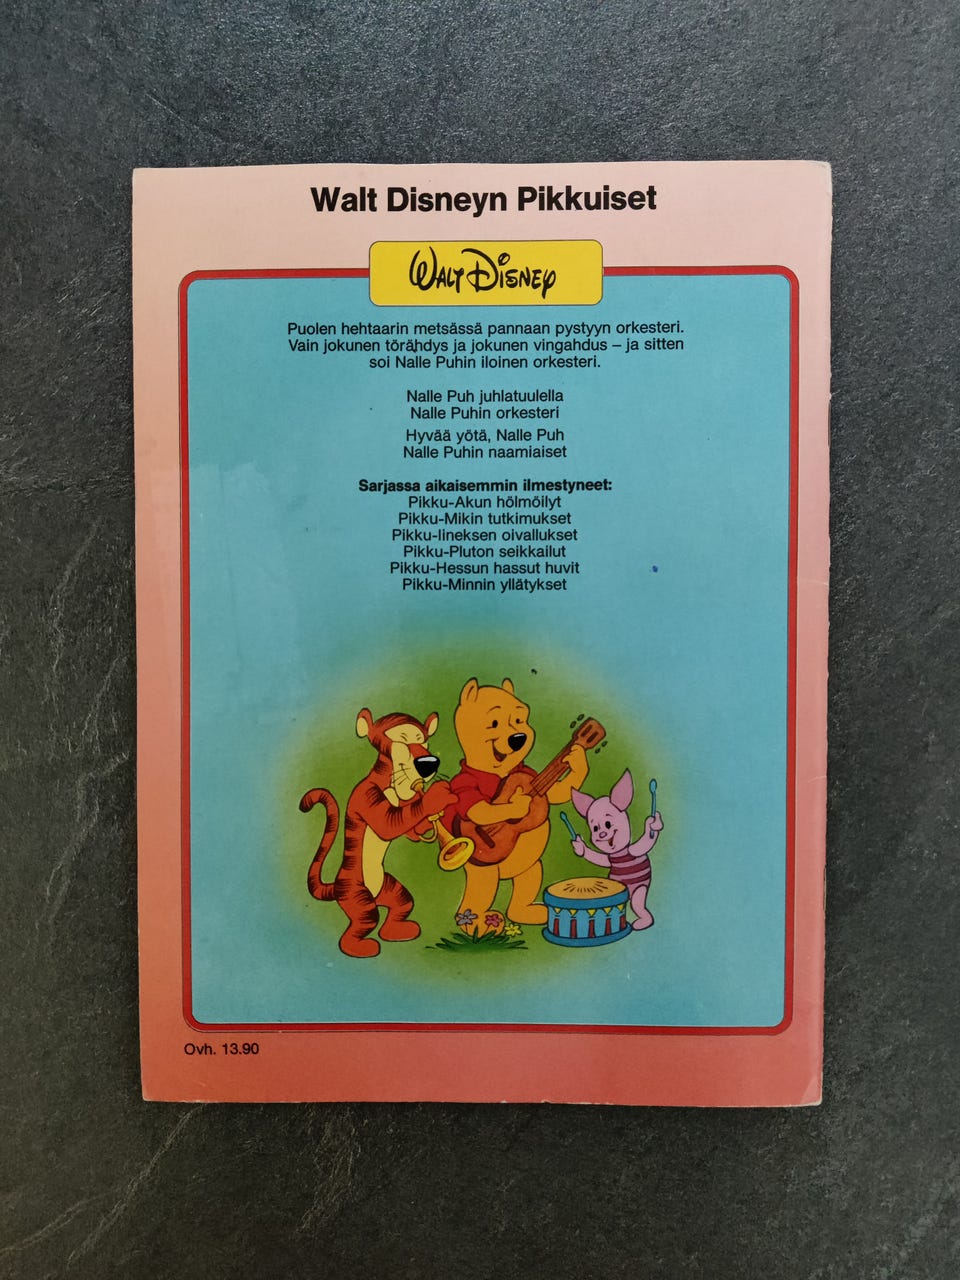 Walt Disneyn Pikkuiset
WALT DISNEY
Puolen hehtaarin metsässä pannaan pystyyn orkesteri.
Vain jokunen törähdys ja jokunen vingahdus – ja sitten
soi Nalle Puhin iloinen orkesteri.
Nalle Puh juhlatuulella
Nalle Puhin orkesteri
Hyvää yötä, Nalle Puh
Nalle Puhin naamiaiset
Sarjassa aikaisemmin ilmestyneet:
Pikku-Akun hölmöilyt
Pikku-Mikin tutkimukset
Pikku-Iineksen oivallukset
Pikku-Pluton seikkailut
Pikku-Hessun hassut huvit
Pikku-Minnin yllätykset
Ovh. 13.90